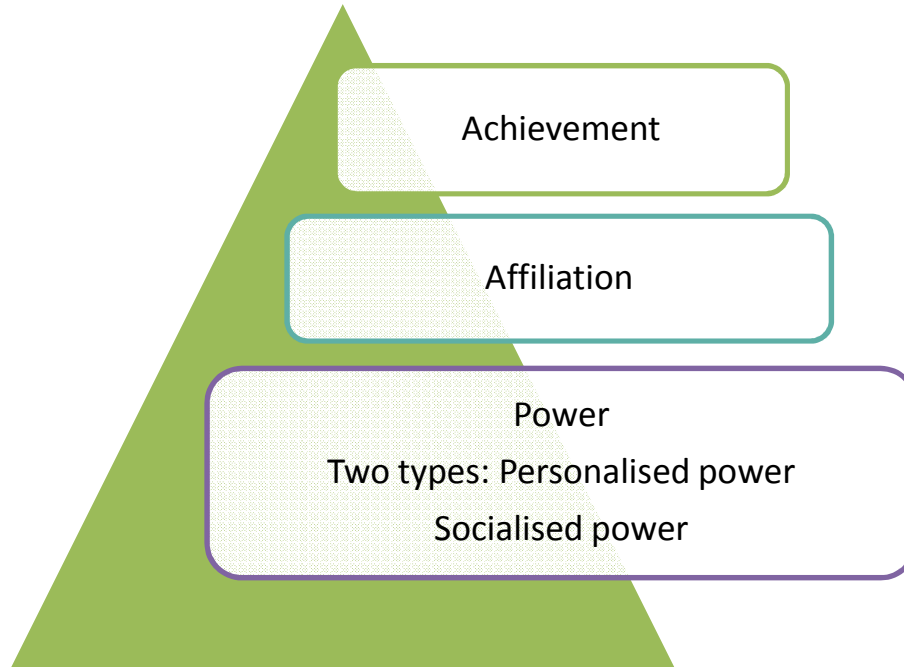 Achievement
Affiliation
Power
Two types: Personalised power
Socialised power